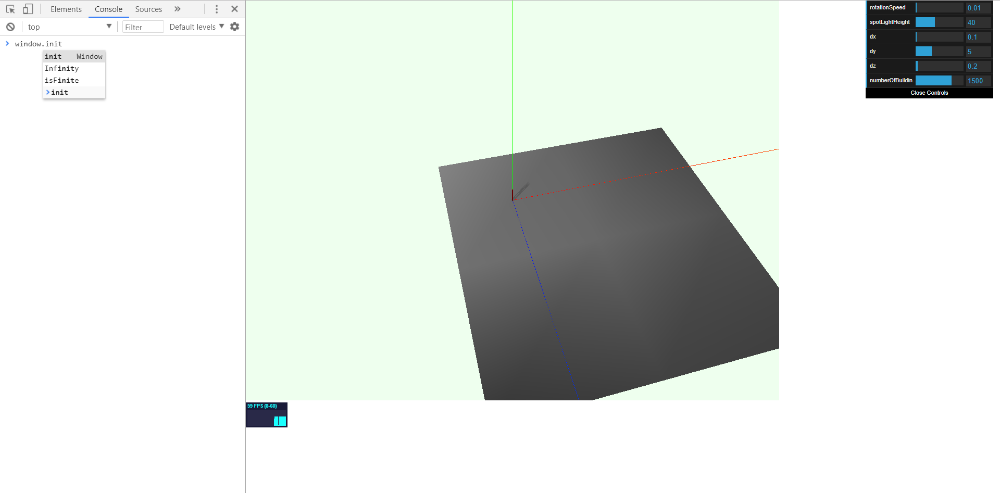 Elements Console Sources »
top Filter Default levels
window.init
init Window
Infinity
isFinite
init
rotationSpeed 0.01
spotLightHeight 40
dx 0.1
dy 5
dz 0.2
numberOfBuildin... 1500
Close Controls
59 FPS (8-60)